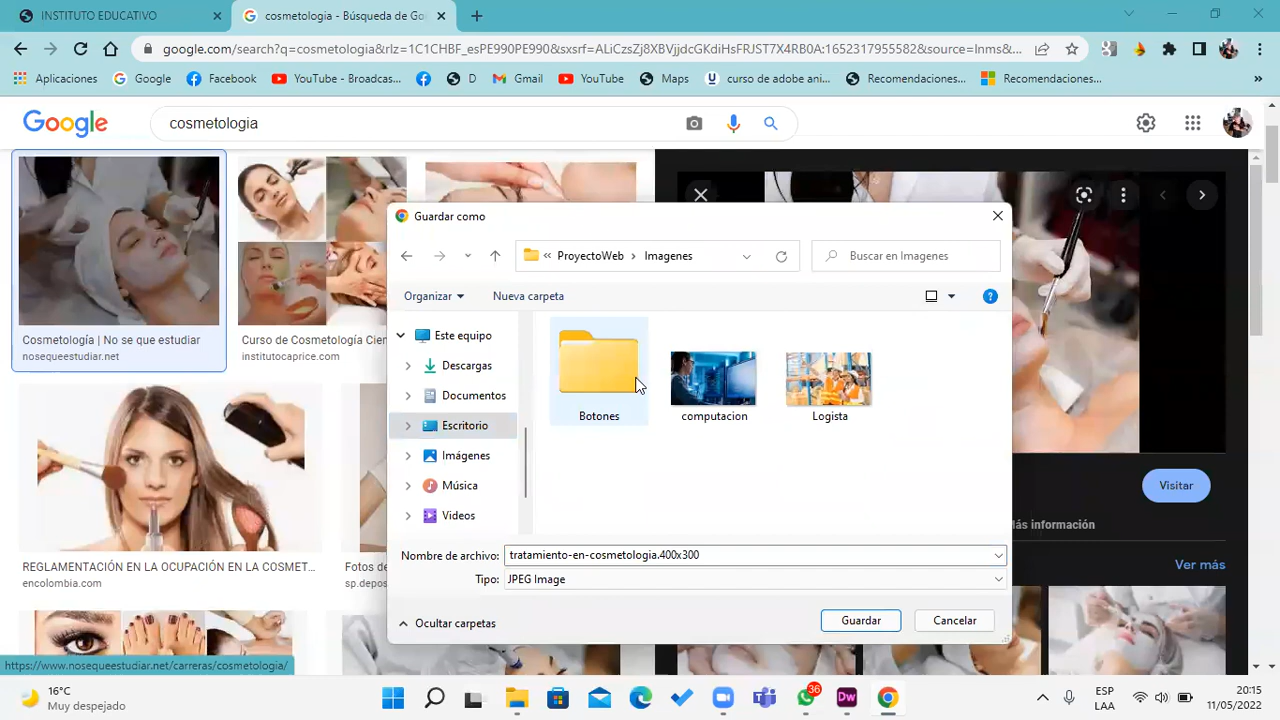 INSTITUTO EDUCATIVO
cosmetologia - Búsqueda de Goo
google.com/search?q=cosmetologia&rlz=1C1CHBF_esPE990PE990&sxsrf=ALiCzsZj8XBVjjdcGKdIHsFRJST7X4RB0A:1652317955582&source=lnms&...
Aplicaciones
Google
Facebook
YouTube - Broadcas...
D
Gmail
YouTube
Maps
curso de adobe ani...
Recomendaciones...
Recomendaciones...
»
Google
cosmetologia
Cosmetología | No se que estudiar
nosequeestudiar.net
Curso de Cosmetología Cien
institutocaprice.com
REGLAMENTACIÓN EN LA OCUPACIÓN EN LA COSMET...
encolombia.com
Fotos de
sp.depos
https://www.nosequeestudiar.net/carreras/cosmetologia/
Guardar como
« ProyectoWeb > Imagenes
Buscar en Imagenes
Organizar
Nueva carpeta
Este equipo
Descargas
Documentos
Escritorio
Imágenes
Música
Videos
Botones
computacion
Logista
Nombre de archivo: tratamiento-en-cosmetologia.400x300
Tipo: JPEG Image
Ocultar carpetas
Guardar
Cancelar
Visitar
Más información
Ver más
16°C
Muy despejado
36
Dw
ESP
LAA
20:15
11/05/2022